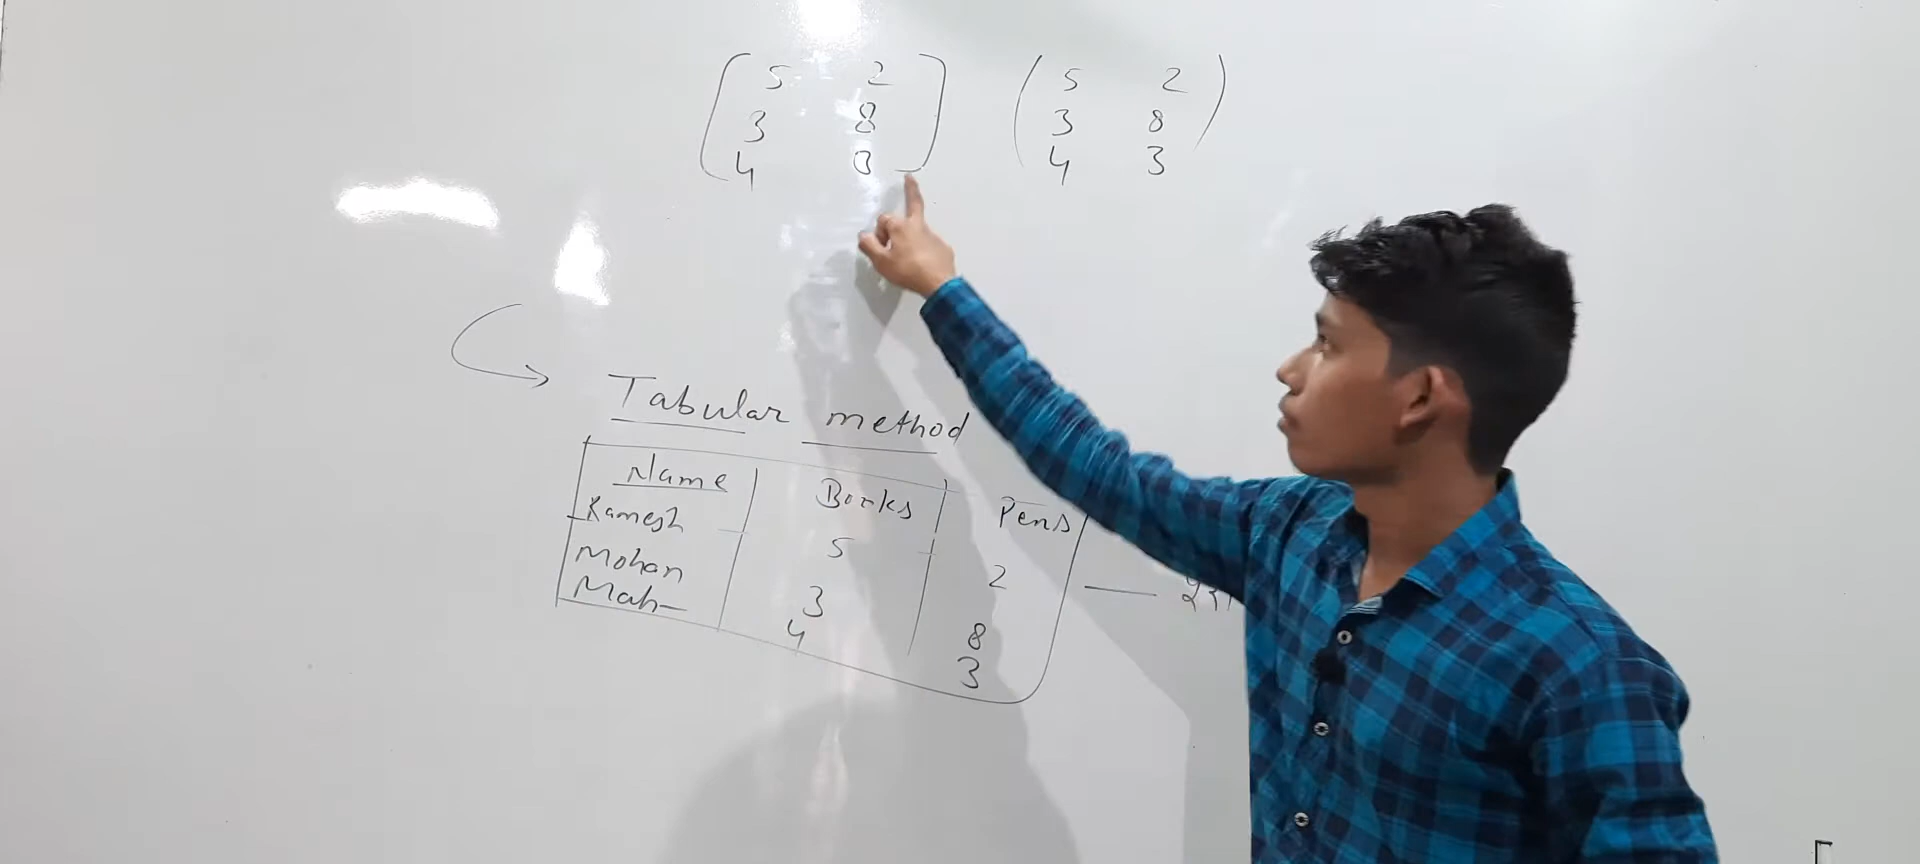 5 2 5 2
3 8 3 8
4 3 4 3
Tabular method
Name Books Pens
Ramesh 5 2
Mohan 3 8
Mah 4 3